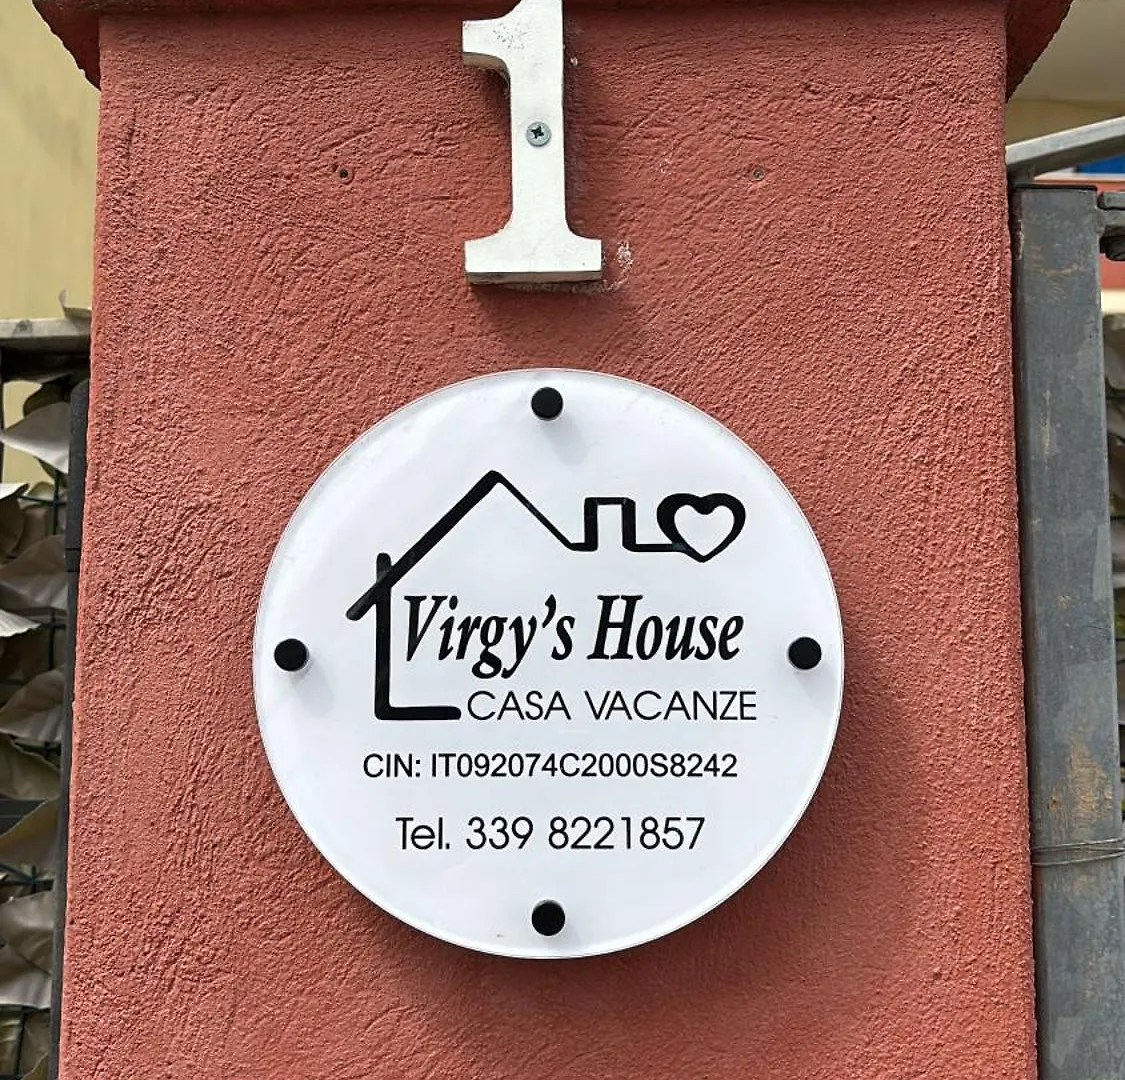 1
Virgy's House
CASA VACANZE
CIN: IT092074C2000S8242
Tel. 339 8221857